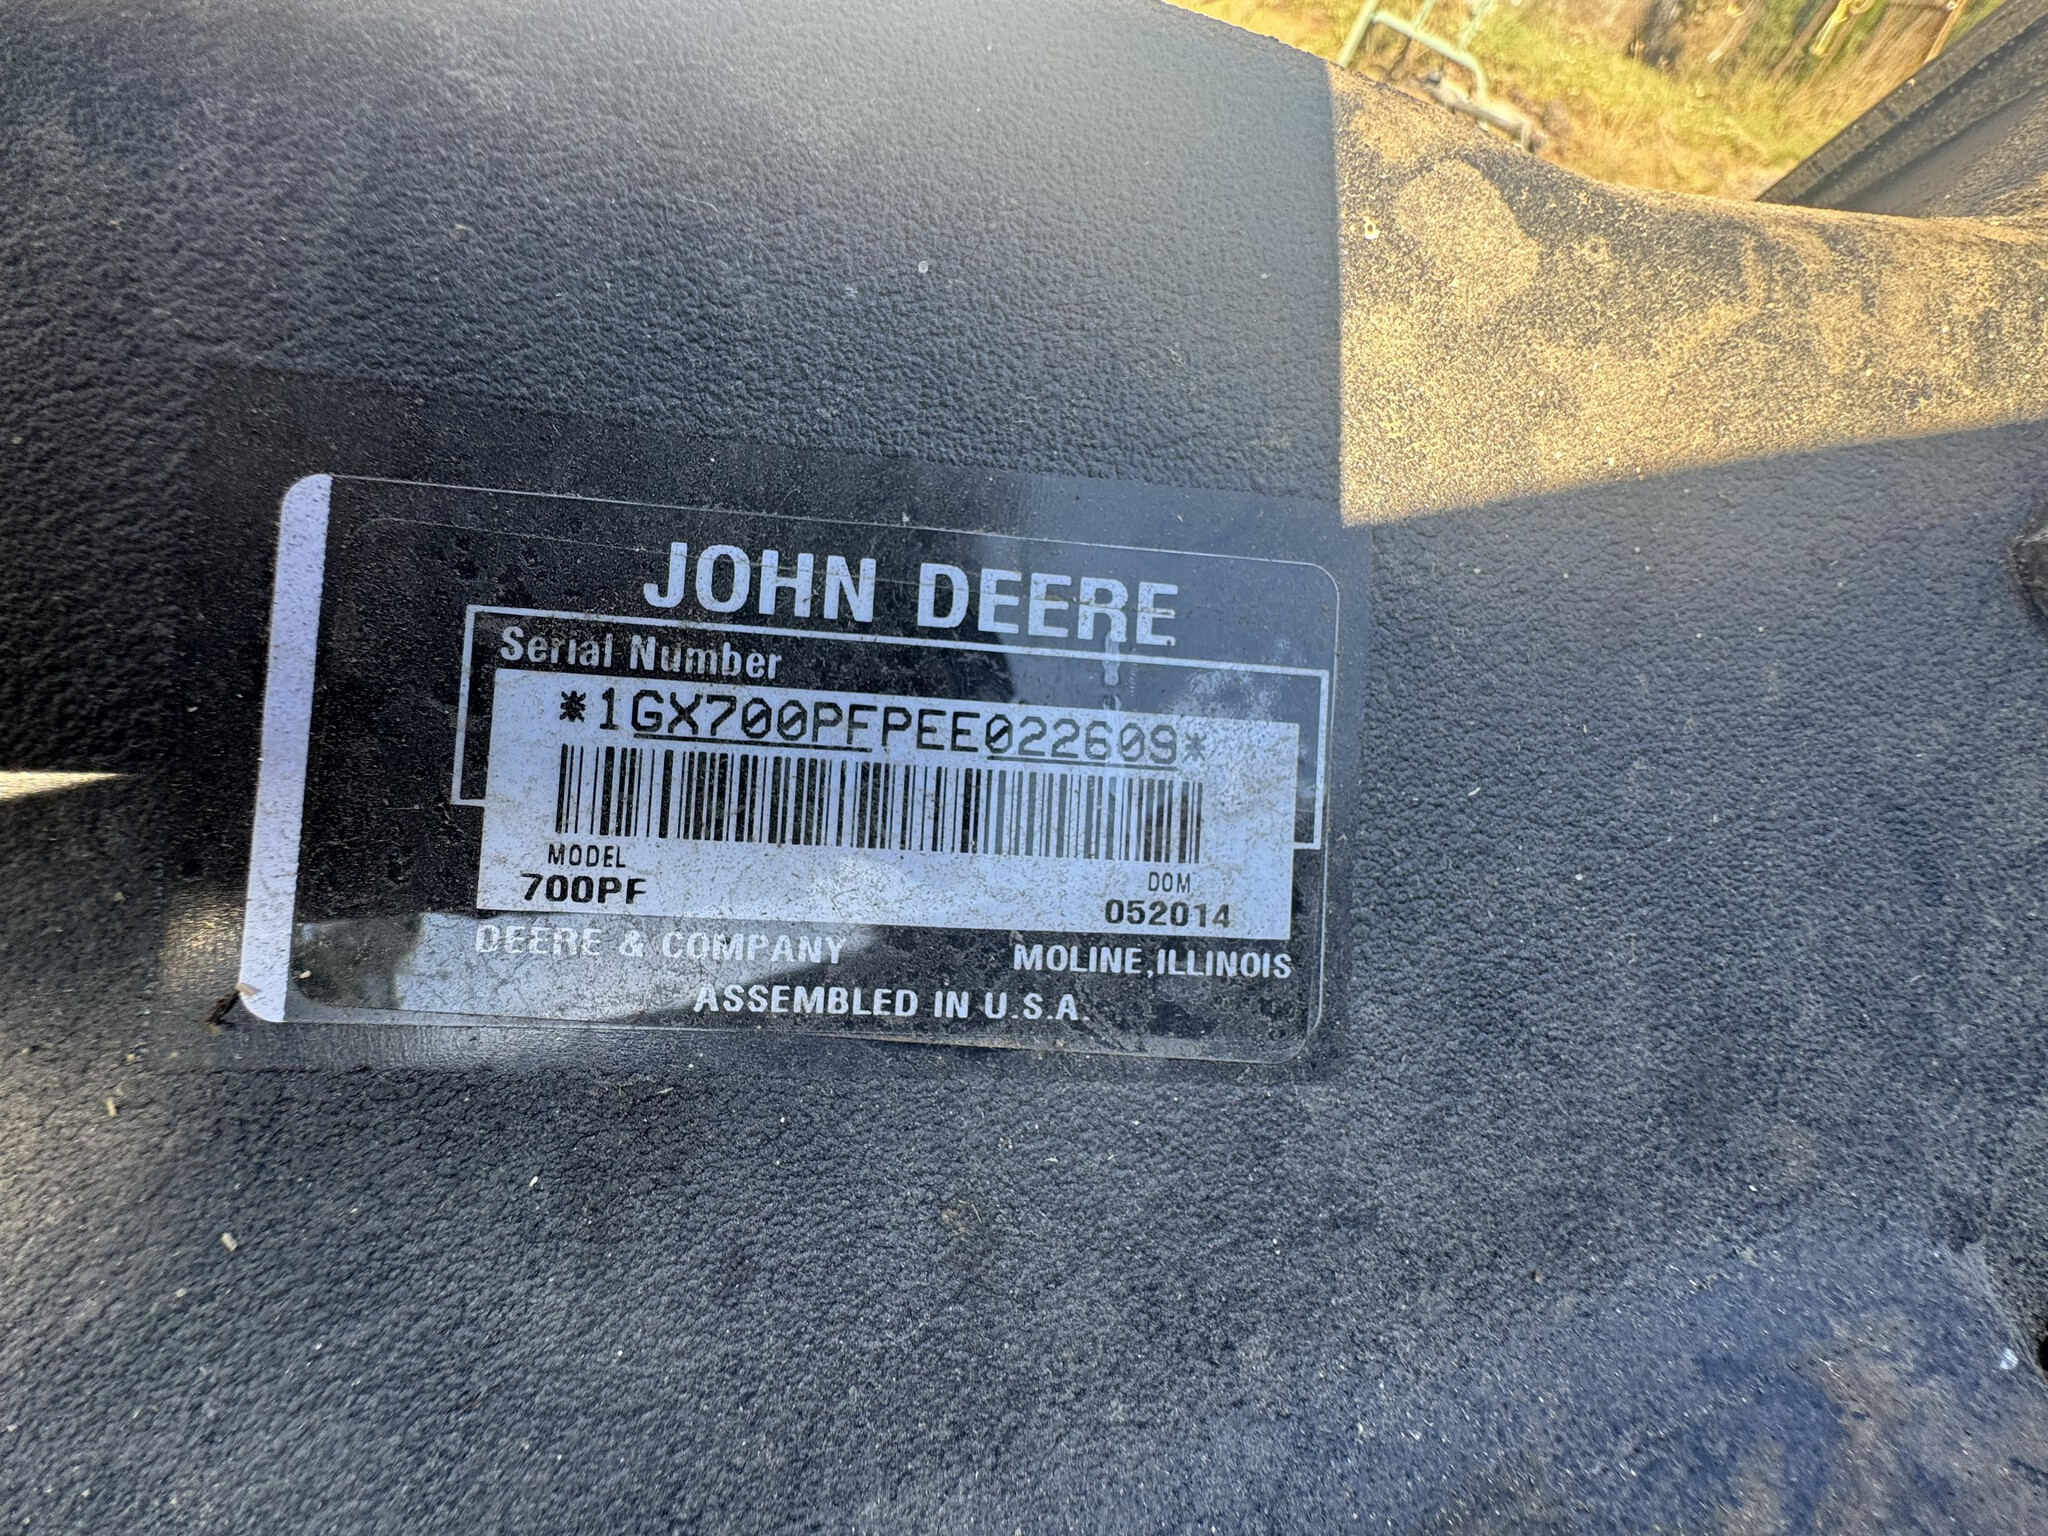 JOHN DEERE
Serial Number
*1GX700PFPEE022609*
MODEL
700PF
DOM
052014
DEERE & COMPANY MOLINE, ILLINOIS
ASSEMBLED IN U.S.A.